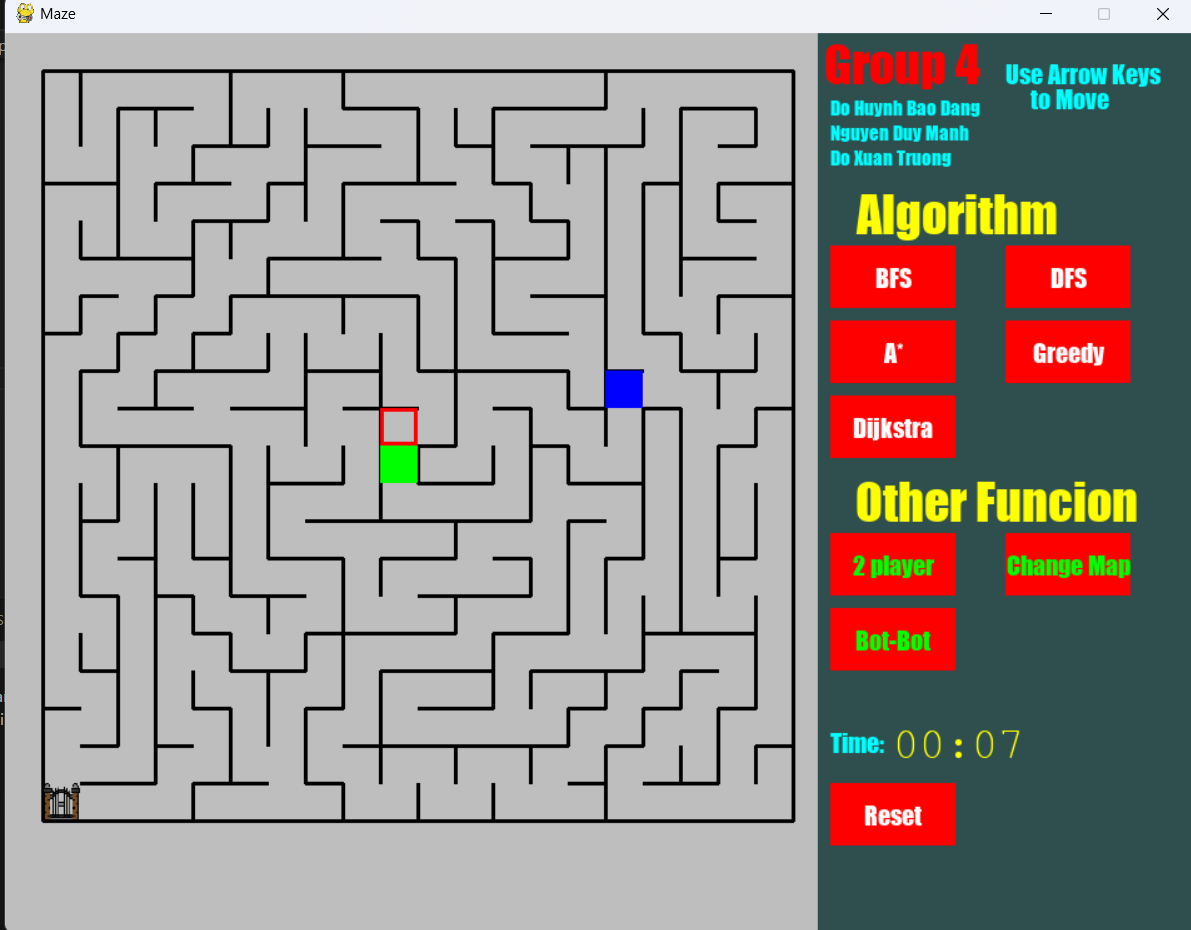 Maze
Group 4
Use Arrow Keys
to Move
Do Huynh Bao Dang
Nguyen Duy Manh
Do Xuan Truong
Algorithm
BFS
DFS
A*
Greedy
Dijkstra
Other Funcion
2 player
Change Map
Bot-Bot
Time: 00:07
Reset